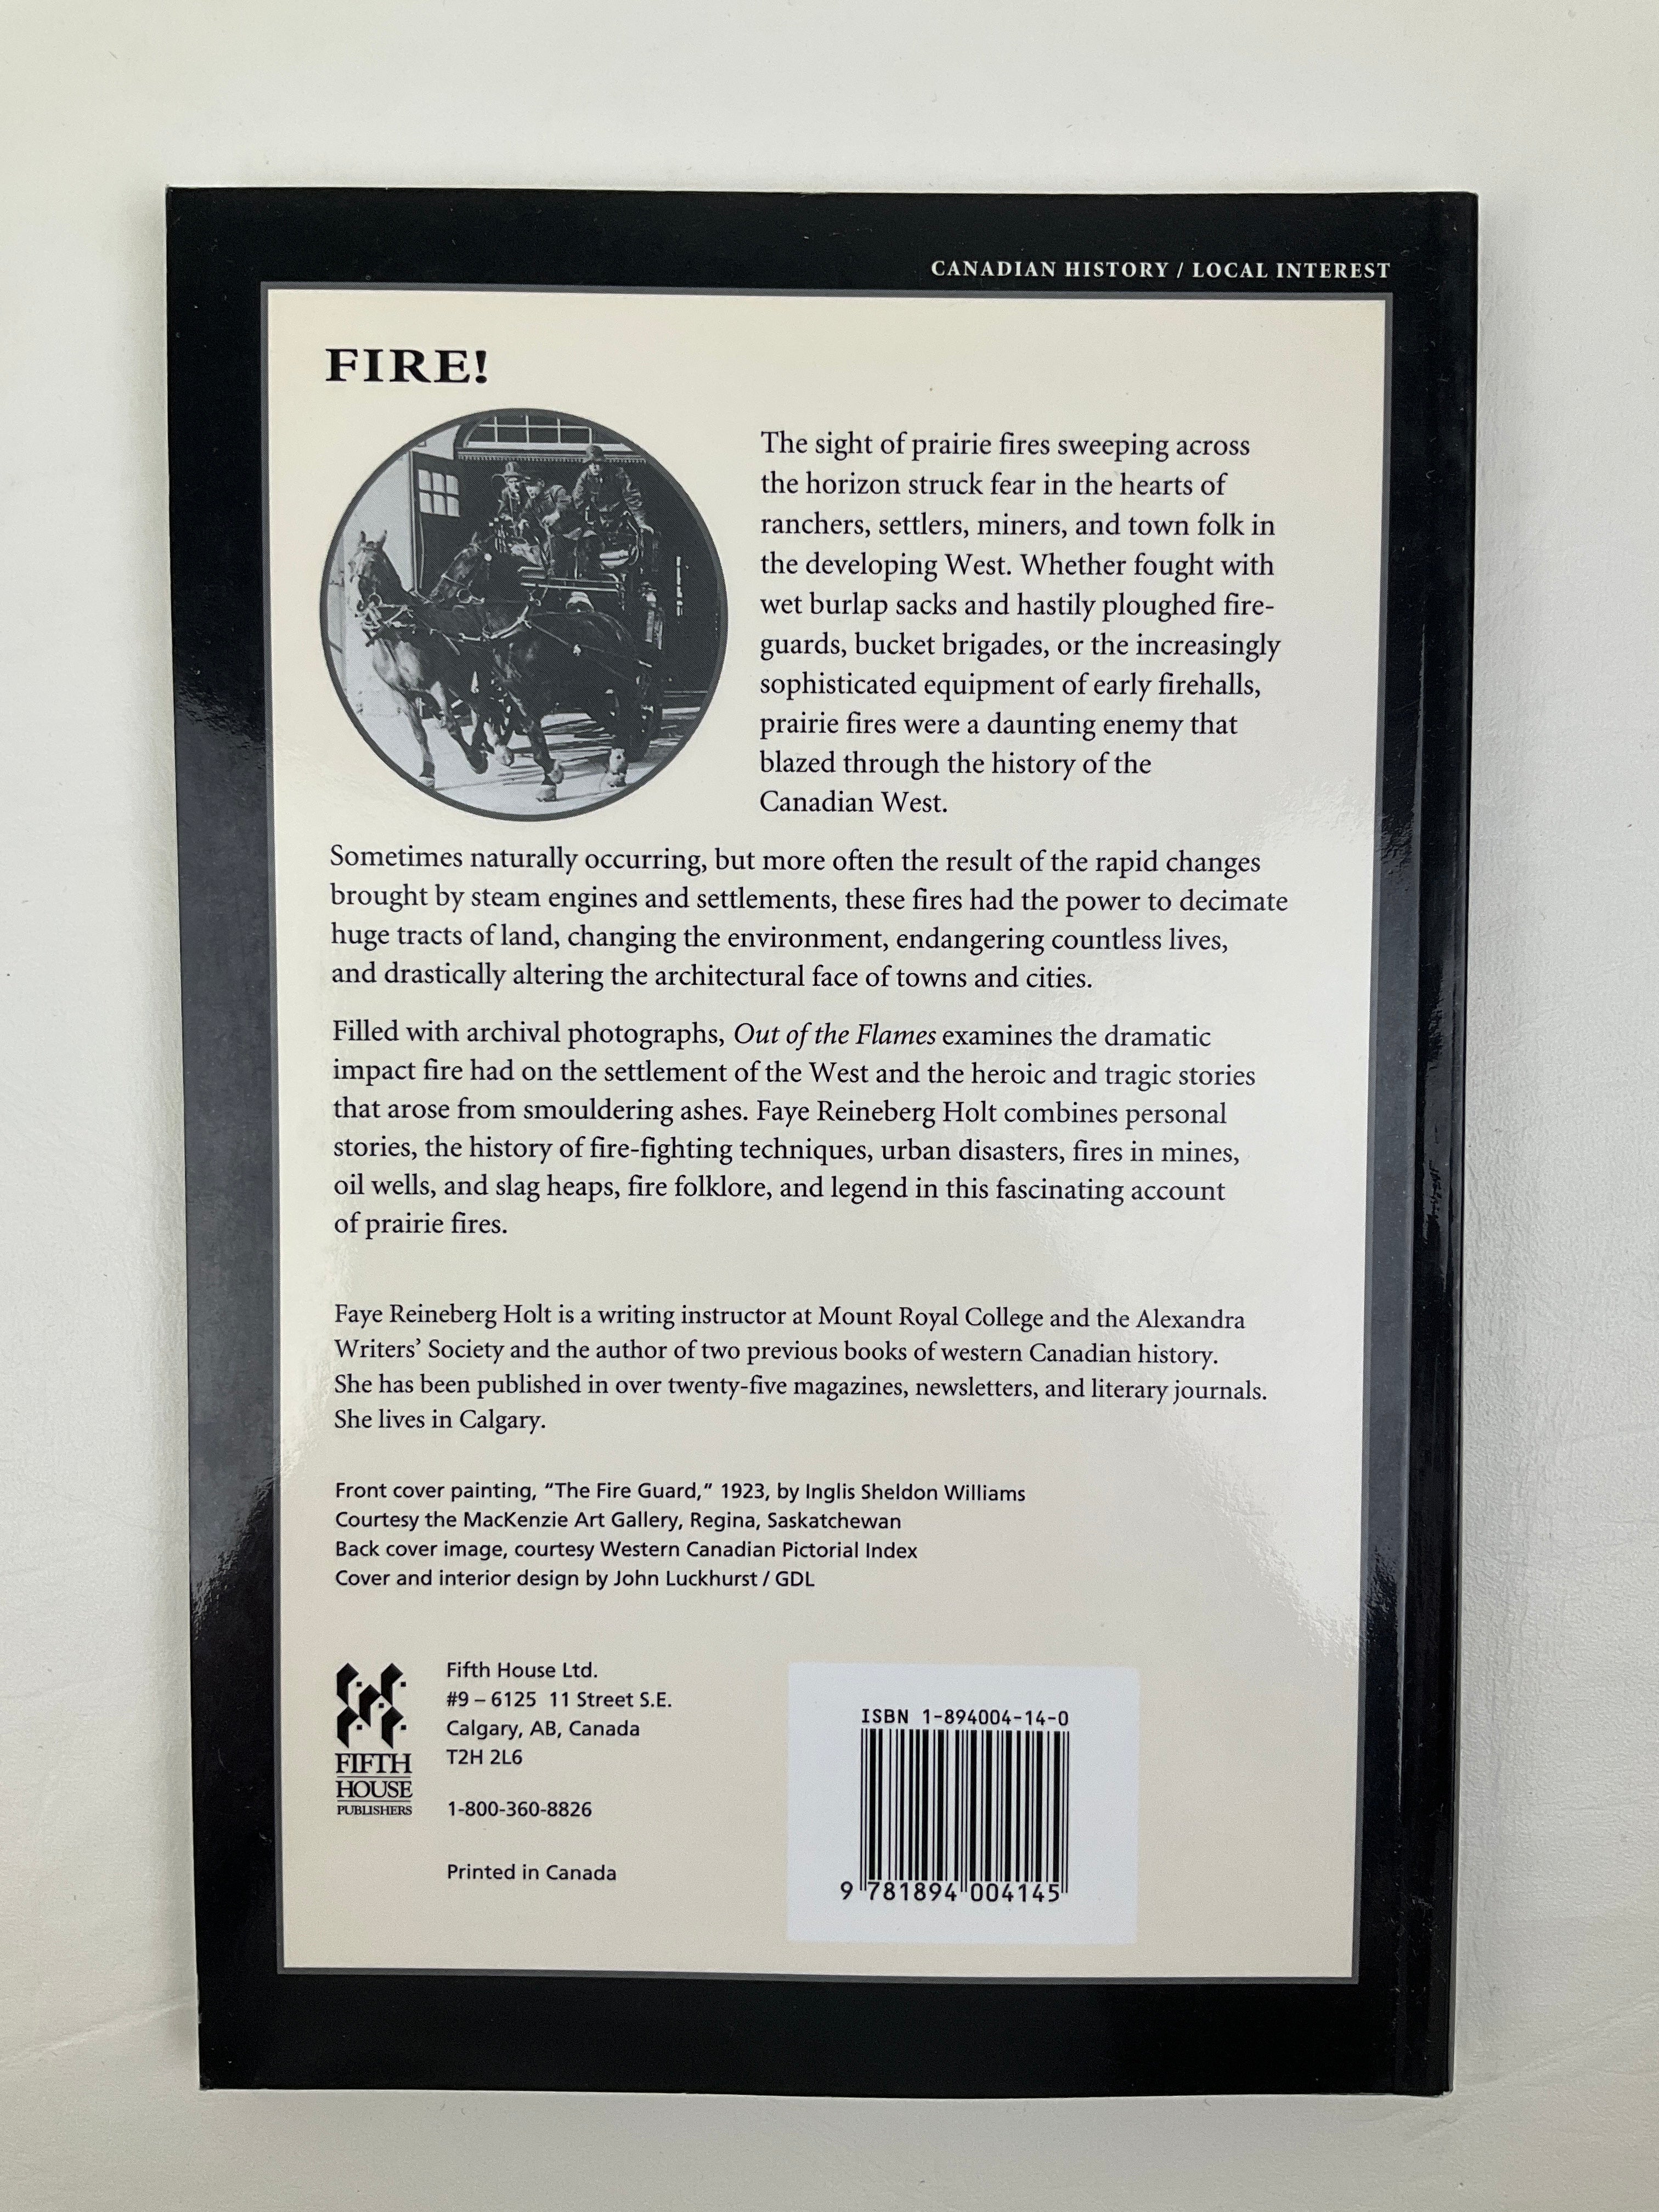 CANADIAN HISTORY / LOCAL INTEREST
FIRE!
The sight of prairie fires sweeping across
the horizon struck fear in the hearts of
ranchers, settlers, miners, and town folk in
the developing West. Whether fought with
wet burlap sacks and hastily ploughed fire-
guards, bucket brigades, or the increasingly
sophisticated equipment of early firehalls,
prairie fires were a daunting enemy that
blazed through the history of the
Canadian West.
Sometimes naturally occurring, but more often the result of the rapid changes
brought by steam engines and settlements, these fires had the power to decimate
huge tracts of land, changing the environment, endangering countless lives,
and drastically altering the architectural face of towns and cities.
Filled with archival photographs, Out of the Flames examines the dramatic
impact fire had on the settlement of the West and the heroic and tragic stories
that arose from smouldering ashes. Faye Reineberg Holt combines personal
stories, the history of fire-fighting techniques, urban disasters, fires in mines,
oil wells, and slag heaps, fire folklore, and legend in this fascinating account
of prairie fires.
Faye Reineberg Holt is a writing instructor at Mount Royal College and the Alexandra
Writers' Society and the author of two previous books of western Canadian history.
She has been published in over twenty-five magazines, newsletters, and literary journals.
She lives in Calgary.
Front cover painting, "The Fire Guard," 1923, by Inglis Sheldon Williams
Courtesy the MacKenzie Art Gallery, Regina, Saskatchewan
Back cover image, courtesy Western Canadian Pictorial Index
Cover and interior design by John Luckhurst / GDL
FIFTH
HOUSE
PUBLISHERS
Fifth House Ltd.
#9 – 6125 11 Street S.E.
Calgary, AB, Canada
T2H 2L6
1-800-360-8826
Printed in Canada
ISBN 1-894004-14-0
9 781894 004145